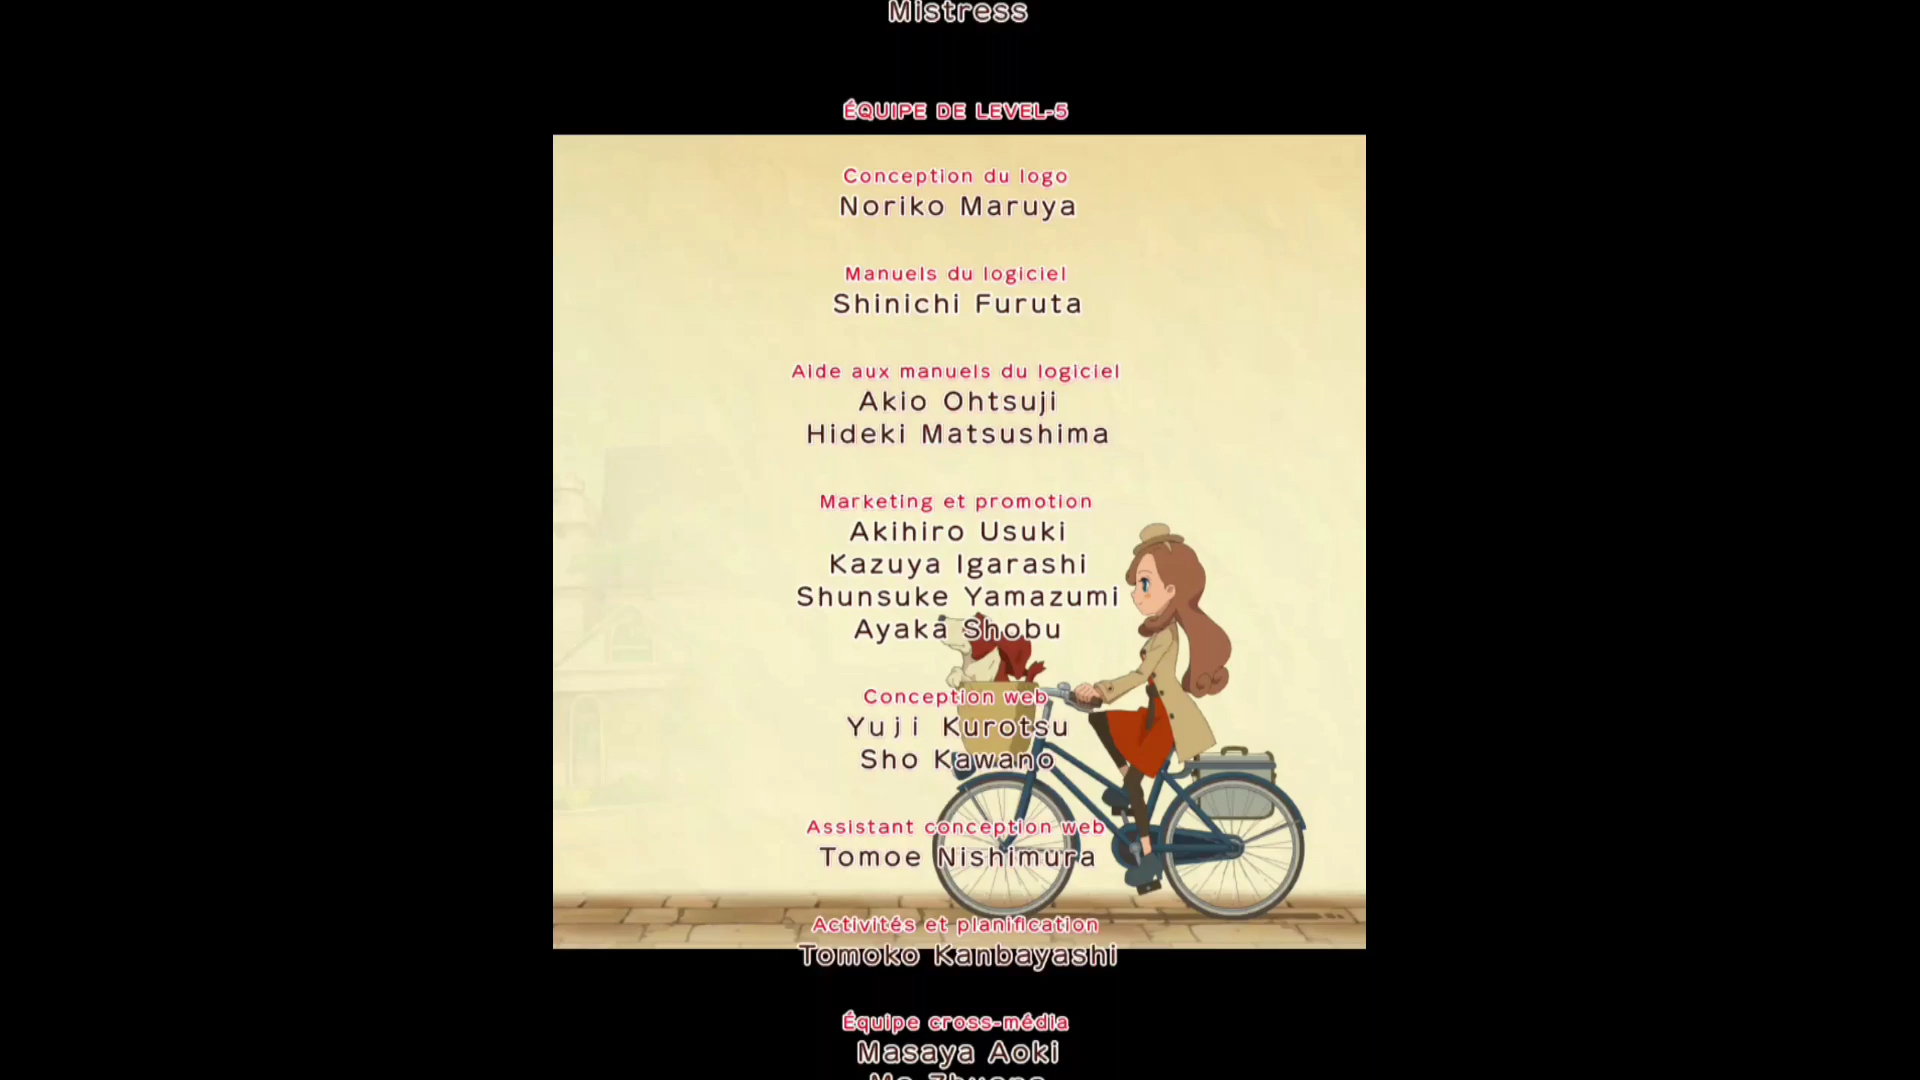 Mistress
ÉQUIPE DE LEVEL-5
Conception du logo
Noriko Maruya
Manuels du logiciel
Shinichi Furuta
Aide aux manuels du logiciel
Akio Ohtsuji
Hideki Matsushima
Marketing et promotion
Akihiro Usuki
Kazuya Igarashi
Shunsuke Yamazumi
Ayaka Shobu
Conception web
Yuji Kurotsu
Sho Kawano
Assistant conception web
Tomoe Nishimura
Activités et planification
Tomoko Kanbayashi
Équipe cross-média
Masaya Aoki